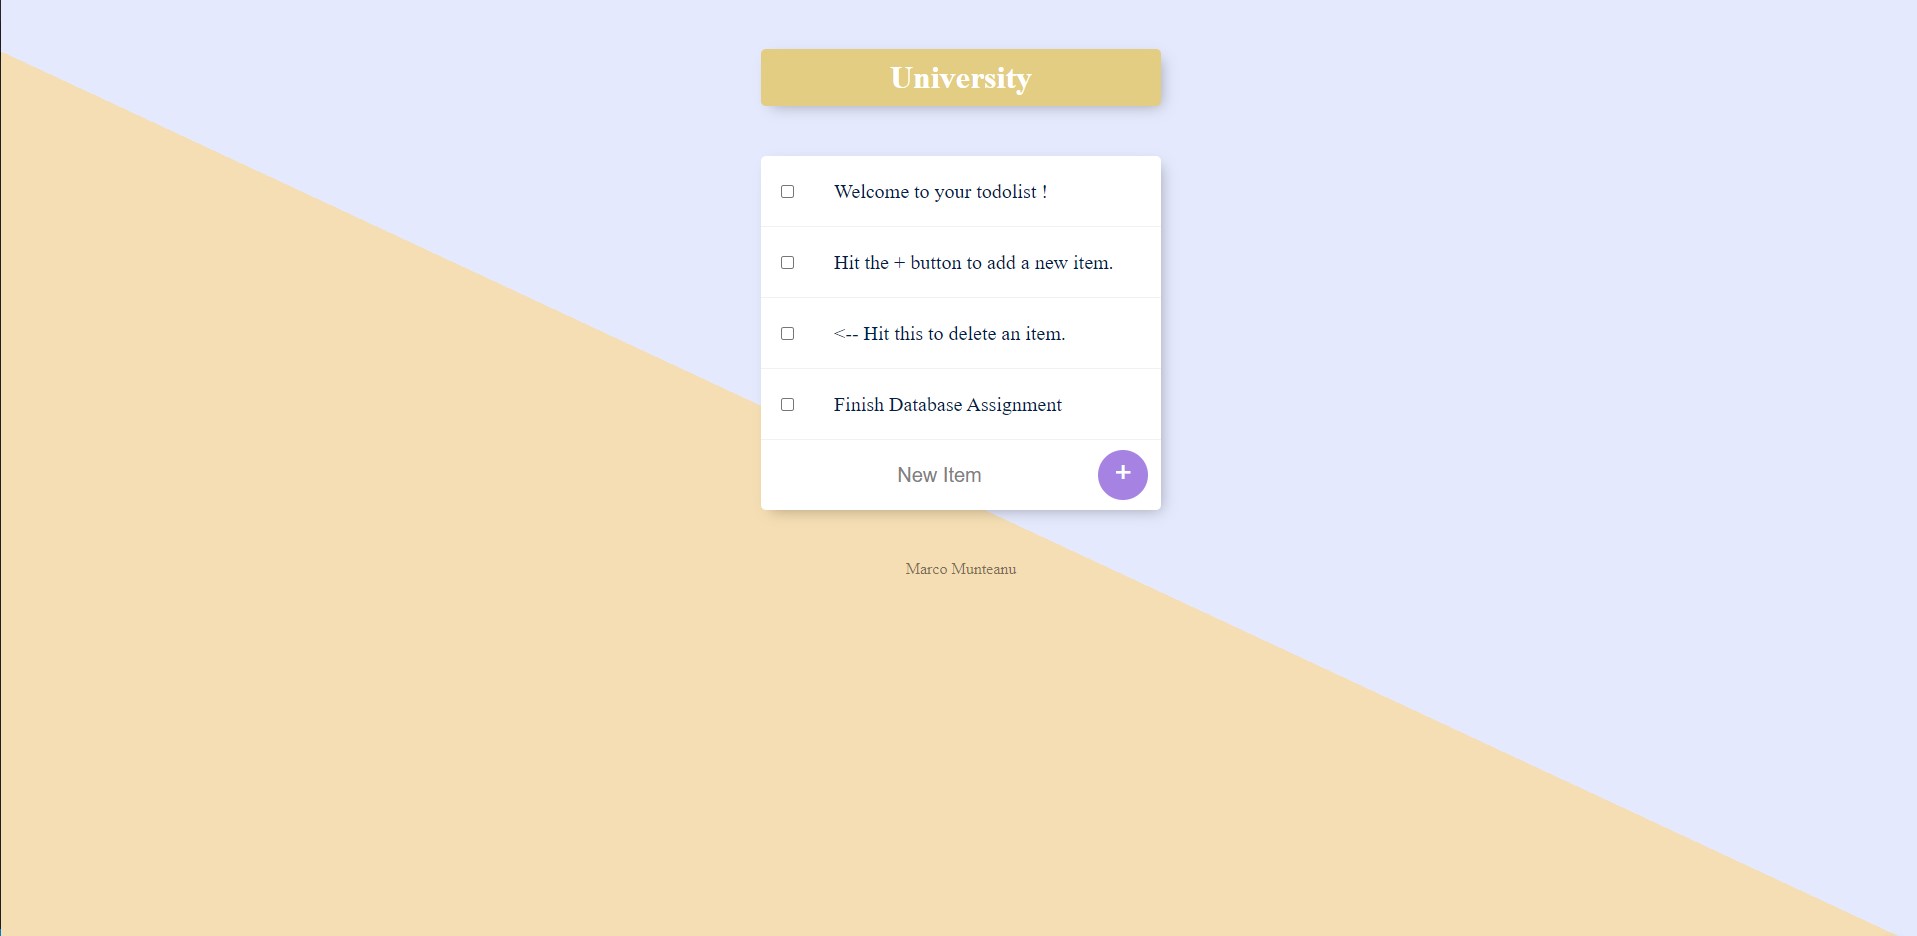 University
Welcome to your todolist !
Hit the + button to add a new item.
<-- Hit this to delete an item.
Finish Database Assignment
New Item +
Marco Munteanu